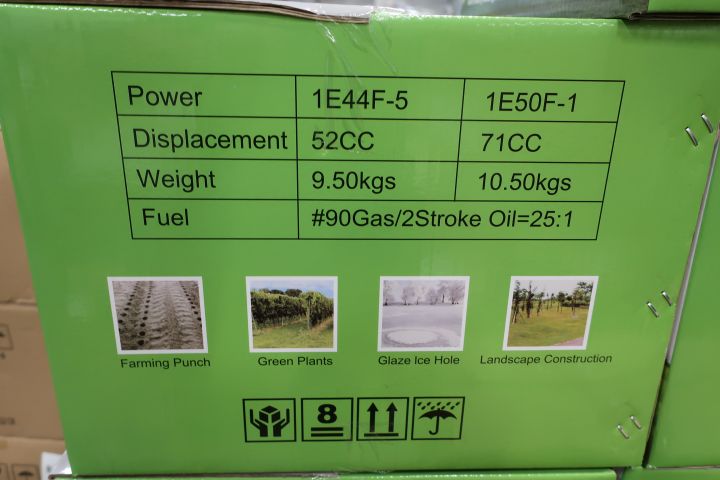 Power 1E44F-5 1E50F-1
Displacement 52CC 71CC
Weight 9.50kgs 10.50kgs
Fuel #90Gas/2Stroke Oil=25:1
Farming Punch Green Plants Glaze Ice Hole Landscape Construction
8